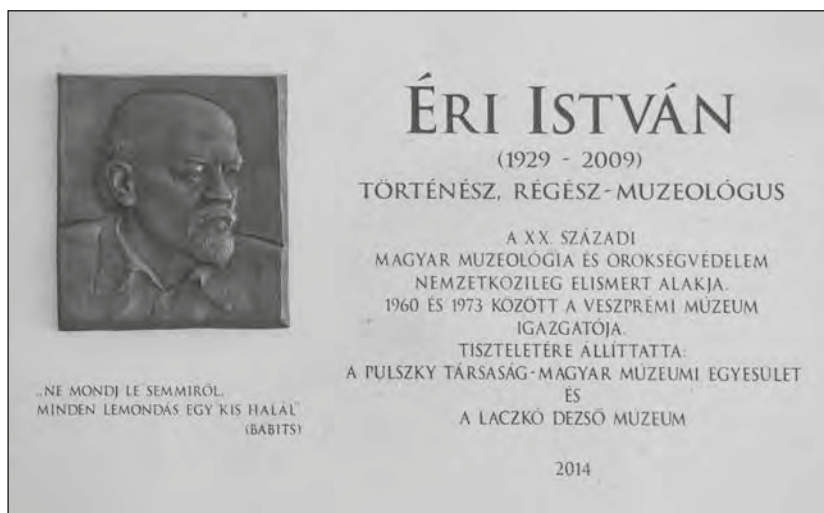 ÉRI ISTVÁN
(1929 - 2009)
TÖRTÉNÉSZ, RÉGÉSZ-MUZEOLÓGUS
A XX. SZÁZADI
MAGYAR MUZEOLÓGIA ÉS ÖRÖKSÉGVÉDELEM
NEMZETKÖZILEG ELISMERT ALAKJA.
1960 ÉS 1973 KÖZÖTT A VESZPRÉMI MÚZEUM
IGAZGATÓJA.
TISZTELETÉRE ÁLLÍTTATTA:
A PULSZKY TÁRSASÁG-MAGYAR MÚZEUMI EGYESÜLET
ÉS
A LACZKÓ DEZSŐ MÚZEUM
2014
„NE MONDJ LE SEMMIRŐL,
MINDEN LEMONDÁS EGY KIS HALÁL"
(BABITS)